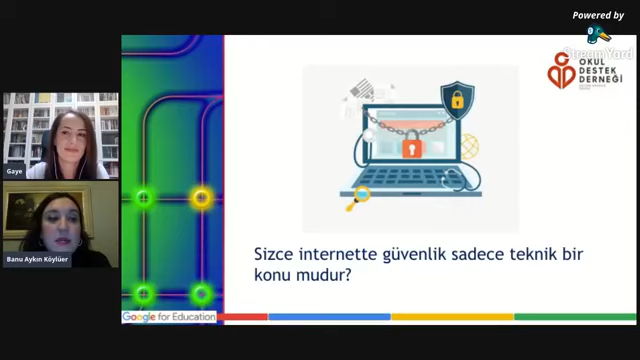 Powered by
StreamYard
OKUL
DESTEK
DERNEĞİ
Gaye
Banu Aykın Köylüer
Sizce internette güvenlik sadece teknik bir
konu mudur?
Google for Education